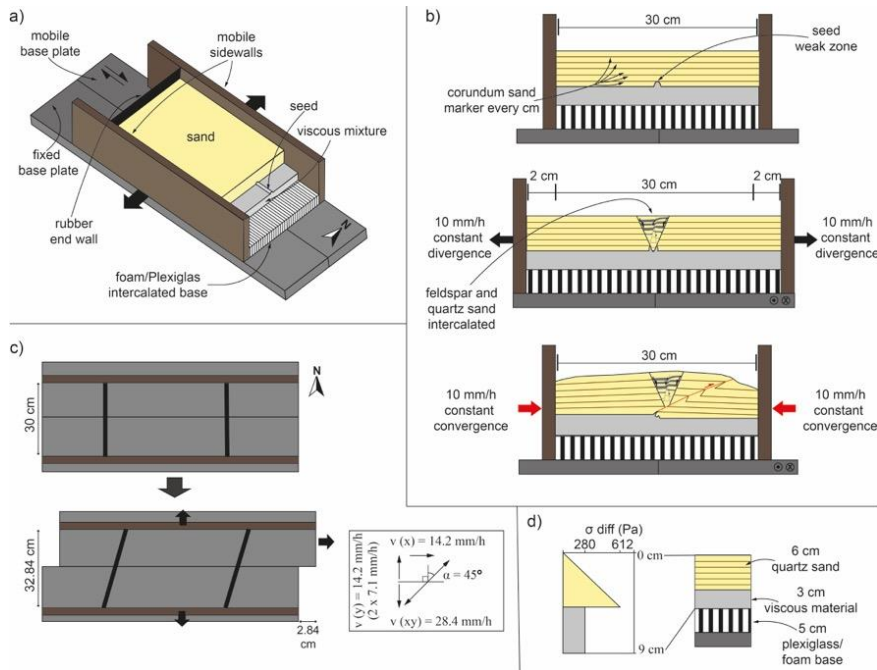 a)
mobile
base plate
mobile
sidewalls
seed
viscous mixture
sand
fixed
base plate
rubber
end wall
N
foam/Plexiglas
intercalated base
b)
30 cm
seed
weak zone
corundum sand
marker every cm
2 cm
30 cm
2 cm
10 mm/h
constant
divergence
10 mm/h
constant
divergence
feldspar and
quartz sand
intercalated
30 cm
10 mm/h
constant
convergence
10 mm/h
constant
convergence
c)
N
30 cm
32.84 cm
2.84
cm
v (y) = 14.2 mm/h
(2 x 7.1 mm/h)
v (x) = 14.2 mm/h
α = 45°
v (xy) = 28.4 mm/h
d)
σ diff (Pa)
280
612
0 cm
9 cm
6 cm
quartz sand
3 cm
viscous material
5 cm
plexiglass/
foam base